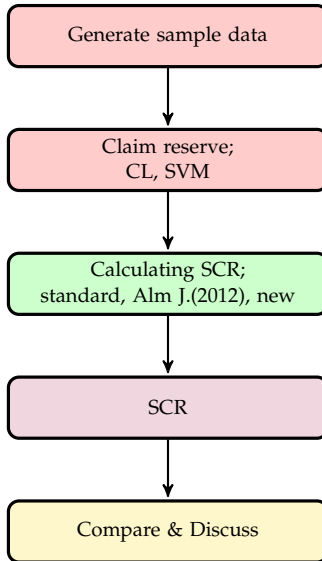 Generate sample data
Claim reserve;
CL, SVM
Calculating SCR;
standard, Alm J.(2012), new
SCR
Compare & Discuss